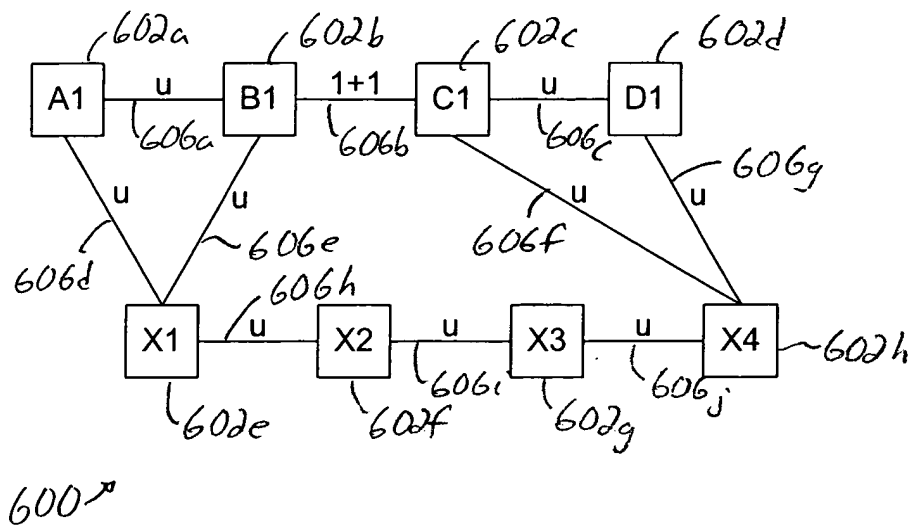 602a 602b 602c 602d
A1 u B1 1+1 C1 u D1
606a 606b 606c 606g
u u u u
606d 606e 606f
606h
X1 u X2 u X3 u X4
606i 606j 602h
602e 602f 602g
600